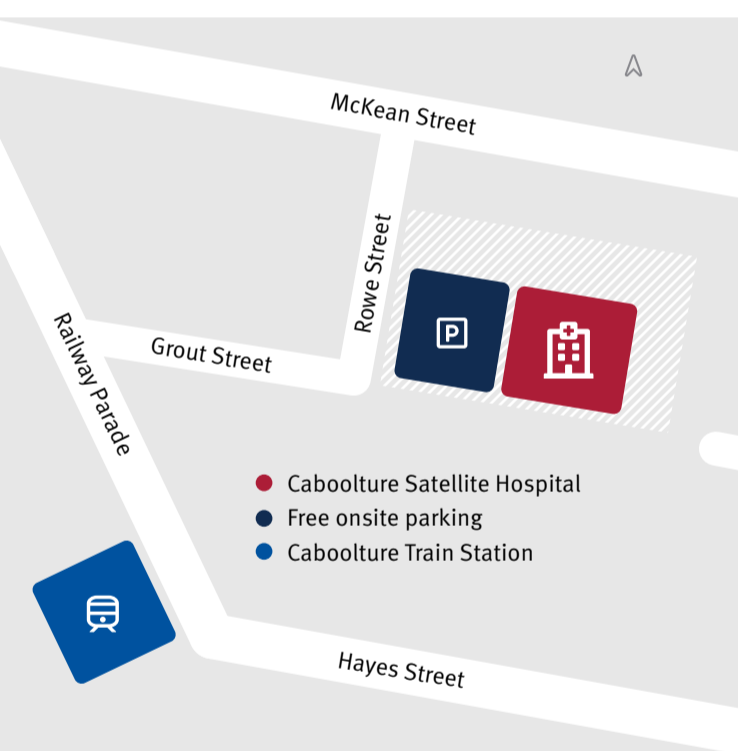 McKean Street
Rowe Street
P
Grout Street
Railway Parade
Caboolture Satellite Hospital
Free onsite parking
Caboolture Train Station
Hayes Street